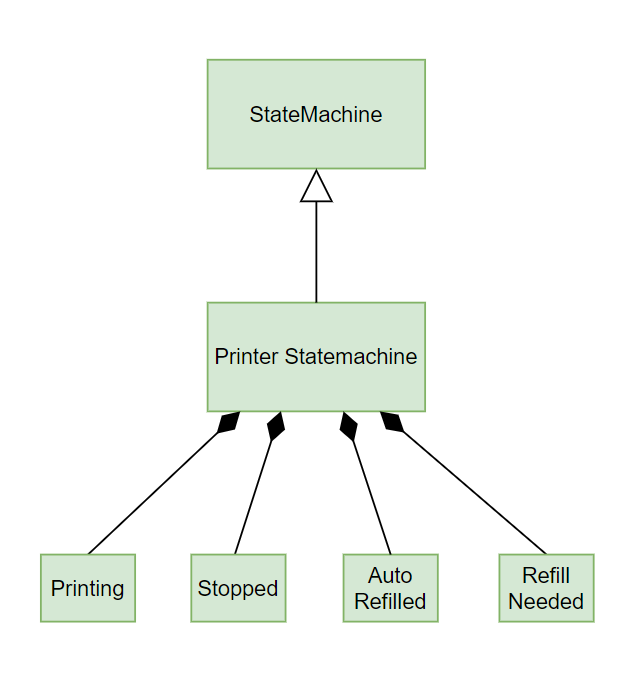 StateMachine
Printer Statemachine
Printing
Stopped
Auto
Refilled
Refill
Needed